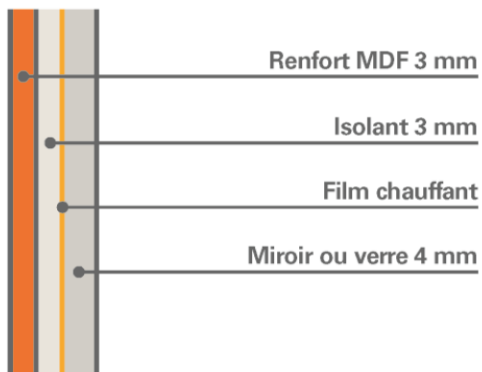 Renfort MDF 3 mm
Isolant 3 mm
Film chauffant
Miroir ou verre 4 mm